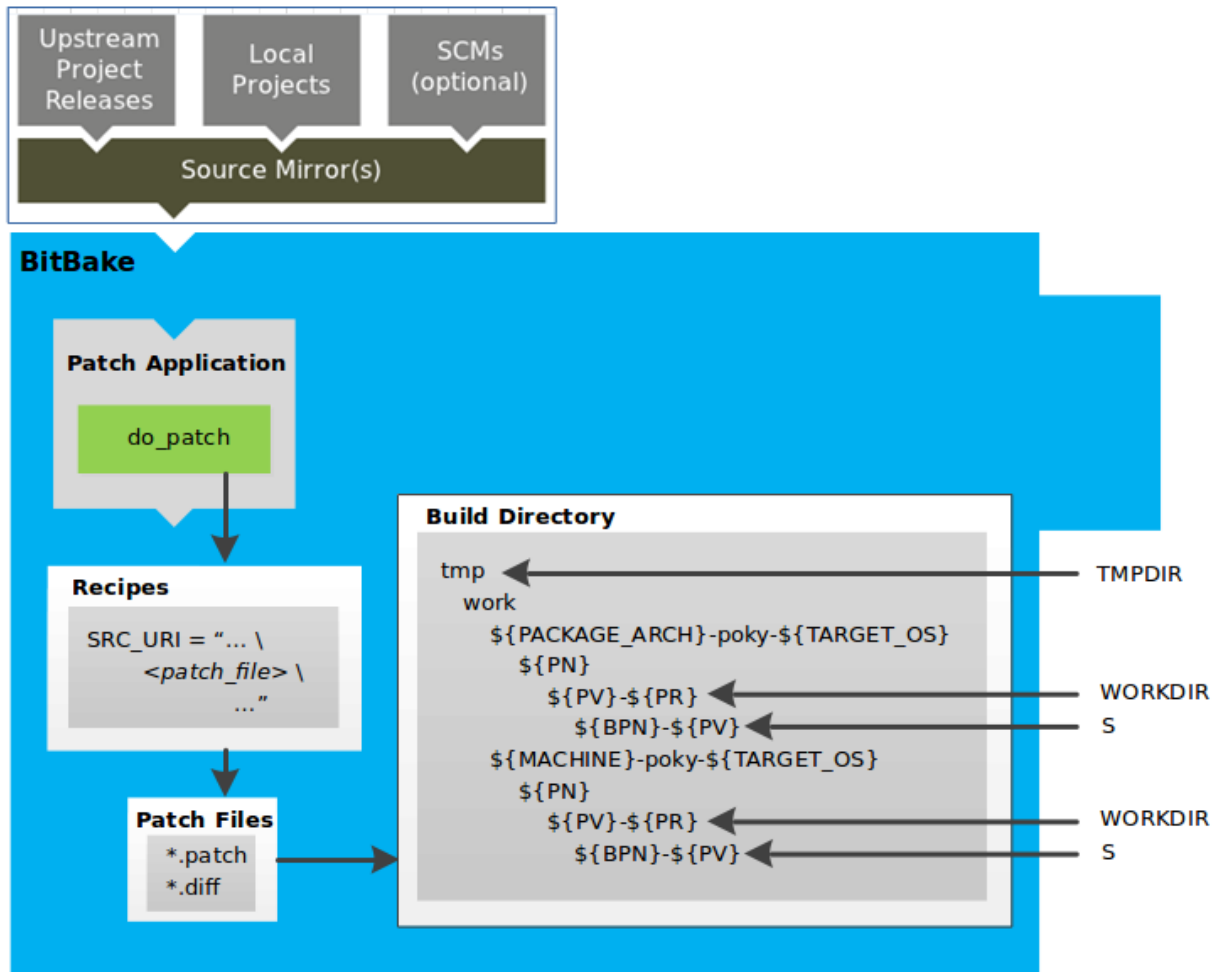 Upstream
Project
Releases
Local
Projects
SCMs
(optional)
Source Mirror(s)
BitBake
Patch Application
do_patch
Recipes
SRC_URI = “... \
<patch_file> \
...”
Patch Files
*.patch
*.diff
Build Directory
tmp
work
${PACKAGE_ARCH}-poky-${TARGET_OS}
${PN}
${PV}-${PR}
${BPN}-${PV}
${MACHINE}-poky-${TARGET_OS}
${PN}
${PV}-${PR}
${BPN}-${PV}
TMPDIR
WORKDIR
S
WORKDIR
S